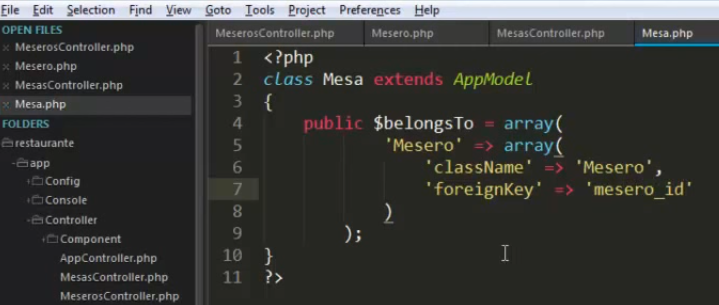 File Edit Selection Find View Goto Tools Project Preferences Help
OPEN FILES
MeserosController.php
Mesero.php
MesasController.php
Mesa.php
FOLDERS
restaurante
app
Config
Console
Controller
Component
AppController.php
MesasController.php
MeserosController.php
MeserosController.php Mesero.php MesasController.php Mesa.php
1 <?php
2 class Mesa extends AppModel
3 {
4 public $belongsTo = array(
5 'Mesero' => array(
6 'className' => 'Mesero',
7 'foreignKey' => 'mesero_id'
8 )
9 );
10 }
11 ?>